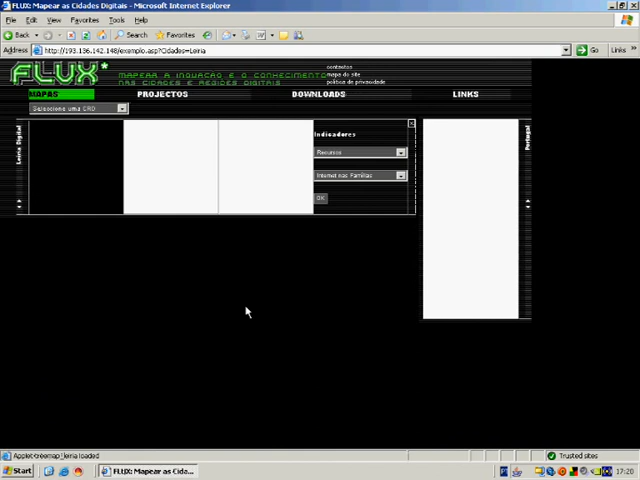 FLUX: Mapear as Cidades Digitais - Microsoft Internet Explorer
File Edit View Favorites Tools Help
Back Search Favorites
Address http://193.136.142.148/exemplo.asp?Cidades=Leiria Go Links »
FLUX*
MAPEAR A INOVAÇÃO E O CONHECIMENTO
NAS CIDADES E REGIÕES DIGITAIS
contactos
mapa do site
política de privacidade
MAPAS PROJECTOS DOWNLOADS LINKS
Seleccione uma CRD
Leiria Digital
Indicadores
Recursos
Internet nas Famílias
OK
Portugal
Applet treemap_leiria loaded
Trusted sites
Start
FLUX: Mapear as Cida...
PT
17:20